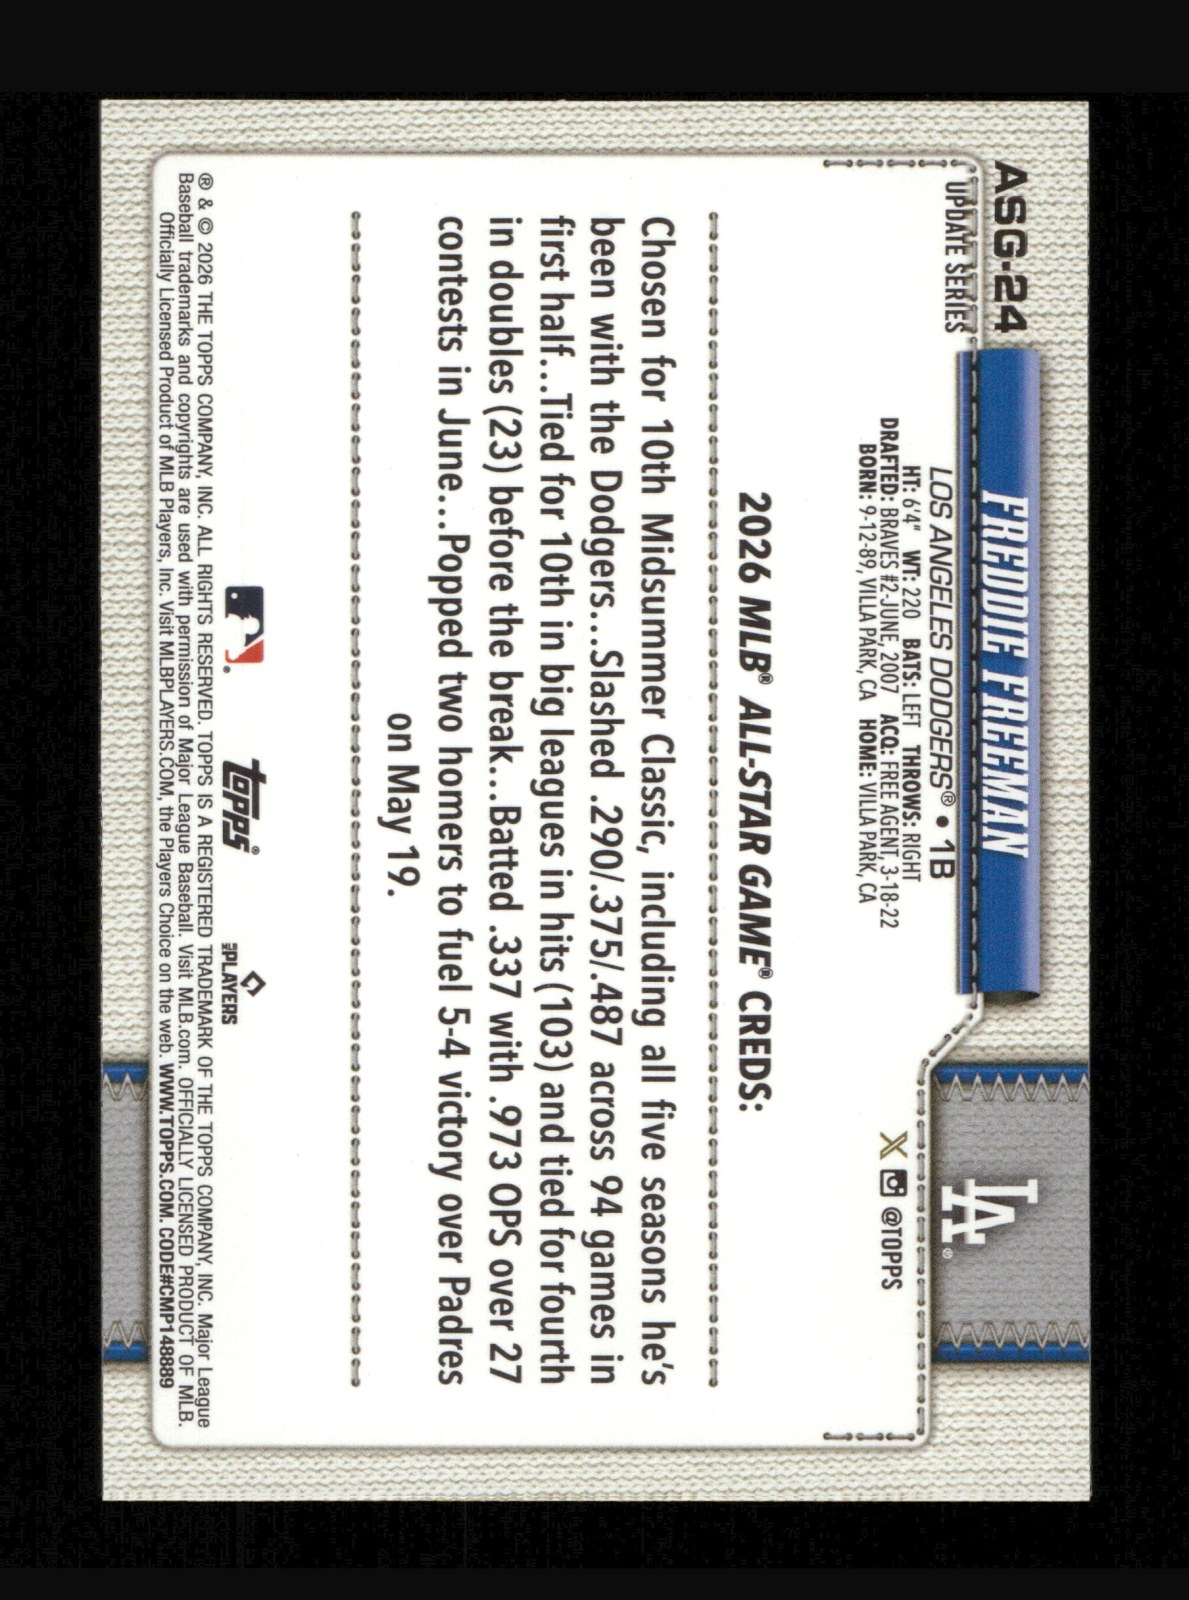 ASG-24
UPDATE SERIES
FREDDIE FREEMAN
LOS ANGELES DODGERS® • 1B
HT: 6'4" WT: 220 BATS: LEFT THROWS: RIGHT
DRAFTED: BRAVES #2-JUNE, 2007 ACQ: FREE AGENT, 3-18-22
BORN: 9-12-89, VILLA PARK, CA HOME: VILLA PARK, CA
LA®
X @TOPPS
2026 MLB® ALL-STAR GAME® CREDS:
Chosen for 10th Midsummer Classic, including all five seasons he's
been with the Dodgers...Slashed .290/.375/.487 across 94 games in
first half...Tied for 10th in big leagues in hits (103) and tied for fourth
in doubles (23) before the break...Batted .337 with .973 OPS over 27
contests in June...Popped two homers to fuel 5-4 victory over Padres
on May 19.
topps® MLB PLAYERS
® & © 2026 THE TOPPS COMPANY, INC. ALL RIGHTS RESERVED. TOPPS IS A REGISTERED TRADEMARK OF THE TOPPS COMPANY, INC. Major League
Baseball trademarks and copyrights are used with permission of Major League Baseball. Visit MLB.com. OFFICIALLY LICENSED PRODUCT OF MLB.
Officially Licensed Product of MLB Players, Inc. Visit MLBPLAYERS.COM, the Players Choice on the web. WWW.TOPPS.COM. CODE#CMP148889